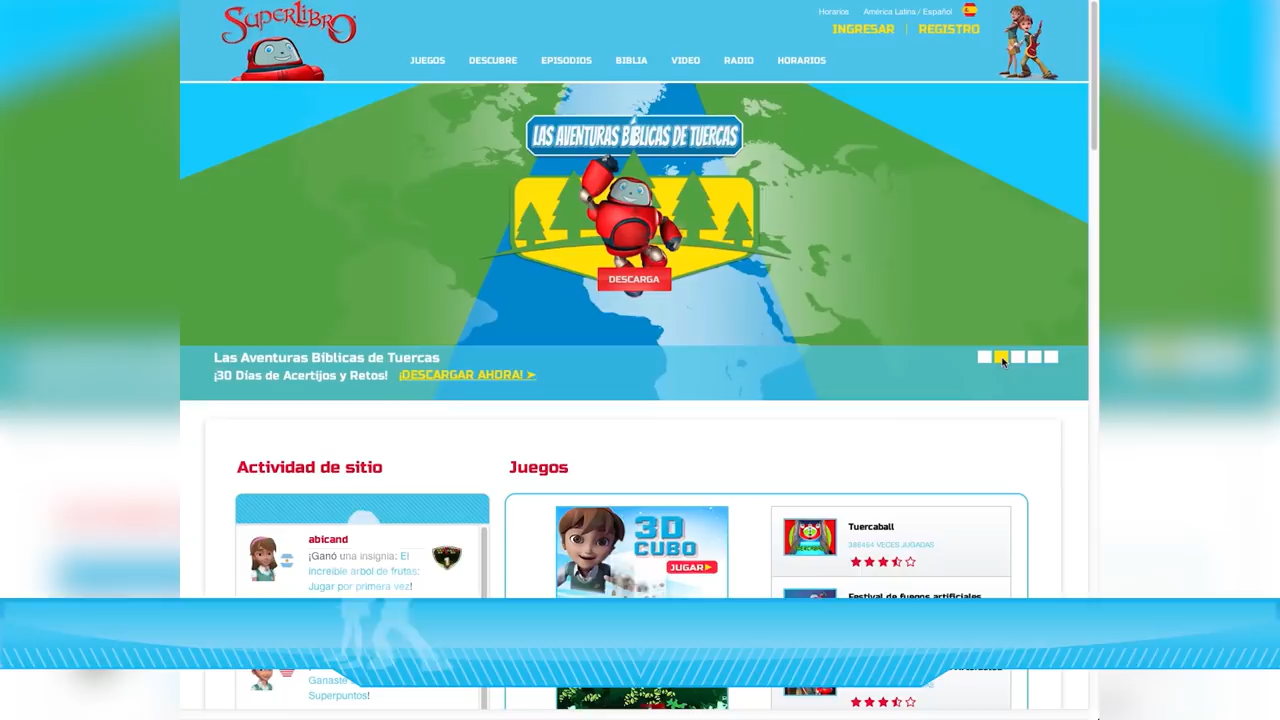 SUPERLIBRO
Horarios América Latina / Español
INGRESAR | REGISTRO
JUEGOS DESCUBRE EPISODIOS BIBLIA VIDEO RADIO HORARIOS
LAS AVENTURAS BÍBLICAS DE TUERCAS
DESCARGA
Las Aventuras Bíblicas de Tuercas
¡30 Días de Acertijos y Retos! ¡DESCARGAR AHORA! ➤
Actividad de sitio
Juegos
abicand
¡Ganó una insignia: El
increíble arbol de frutas:
Jugar por primera vez!
3D
CUBO
JUGAR
Tuercaball
386464 VECES JUGADAS
Festival de fuegos artificiales
Ganaste
Superpuntos!